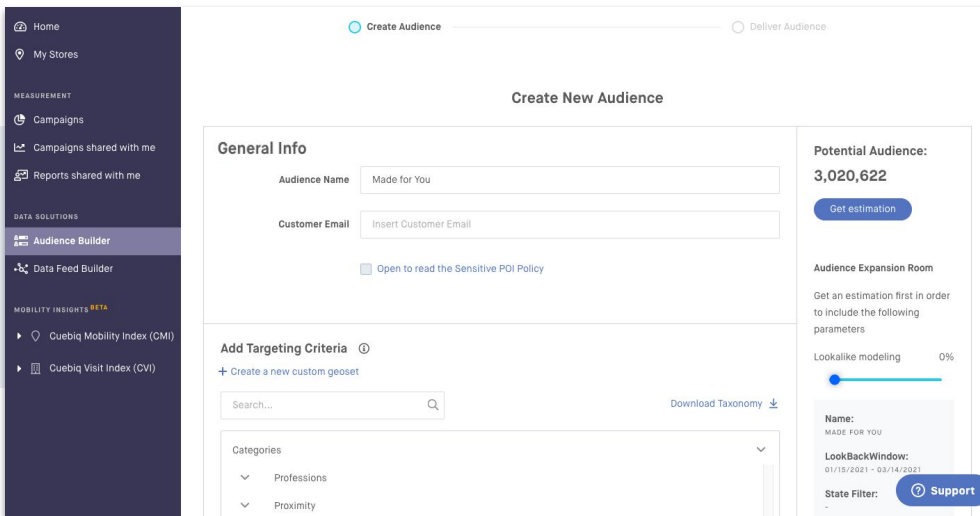 Home
My Stores
MEASUREMENT
Campaigns
Campaigns shared with me
Reports shared with me
DATA SOLUTIONS
Audience Builder
Data Feed Builder
MOBILITY INSIGHTS BETA
Cuebiq Mobility Index (CMI)
Cuebiq Visit Index (CVI)
Create Audience
Deliver Audience
Create New Audience
General Info
Audience Name
Made for You
Customer Email
Insert Customer Email
Open to read the Sensitive POI Policy
Add Targeting Criteria
+ Create a new custom geoset
Search...
Download Taxonomy
Categories
Professions
Proximity
Potential Audience:
3,020,622
Get estimation
Audience Expansion Room
Get an estimation first in order
to include the following
parameters
Lookalike modeling 0%
Name:
MADE FOR YOU
LookBackWindow:
01/15/2021 - 03/14/2021
State Filter:
-
Support